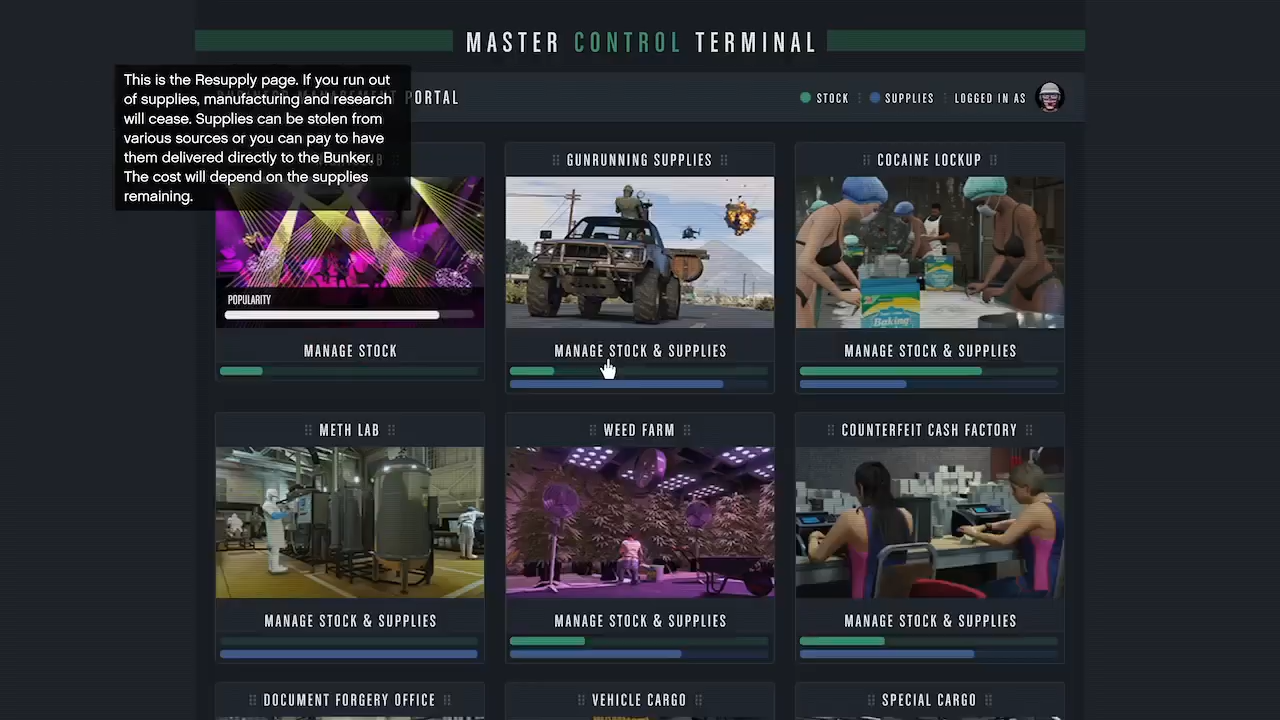 MASTER CONTROL TERMINAL
This is the Resupply page. If you run out
of supplies, manufacturing and research
will cease. Supplies can be stolen from
various sources or you can pay to have
them delivered directly to the Bunker.
The cost will depend on the supplies
remaining.
PORTAL
STOCK
SUPPLIES
LOGGED IN AS
GUNRUNNING SUPPLIES
COCAINE LOCKUP
POPULARITY
Baking
MANAGE STOCK
MANAGE STOCK & SUPPLIES
MANAGE STOCK & SUPPLIES
METH LAB
WEED FARM
COUNTERFEIT CASH FACTORY
MANAGE STOCK & SUPPLIES
MANAGE STOCK & SUPPLIES
MANAGE STOCK & SUPPLIES
DOCUMENT FORGERY OFFICE
VEHICLE CARGO
SPECIAL CARGO